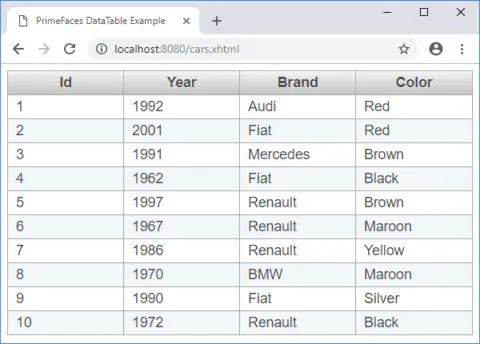 PrimeFaces DataTable Example
localhost:8080/cars.xhtml
Id Year Brand Color
1 1992 Audi Red
2 2001 Fiat Red
3 1991 Mercedes Brown
4 1962 Fiat Black
5 1997 Renault Brown
6 1967 Renault Maroon
7 1986 Renault Yellow
8 1970 BMW Maroon
9 1990 Fiat Silver
10 1972 Renault Black